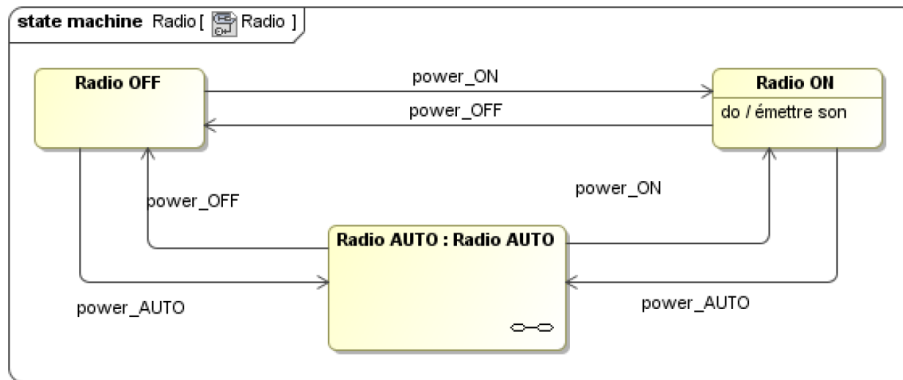 state machine Radio [ Radio ]
Radio OFF
power_ON
Radio ON
power_OFF
do / émettre son
power_OFF
power_ON
Radio AUTO : Radio AUTO
power_AUTO
power_AUTO